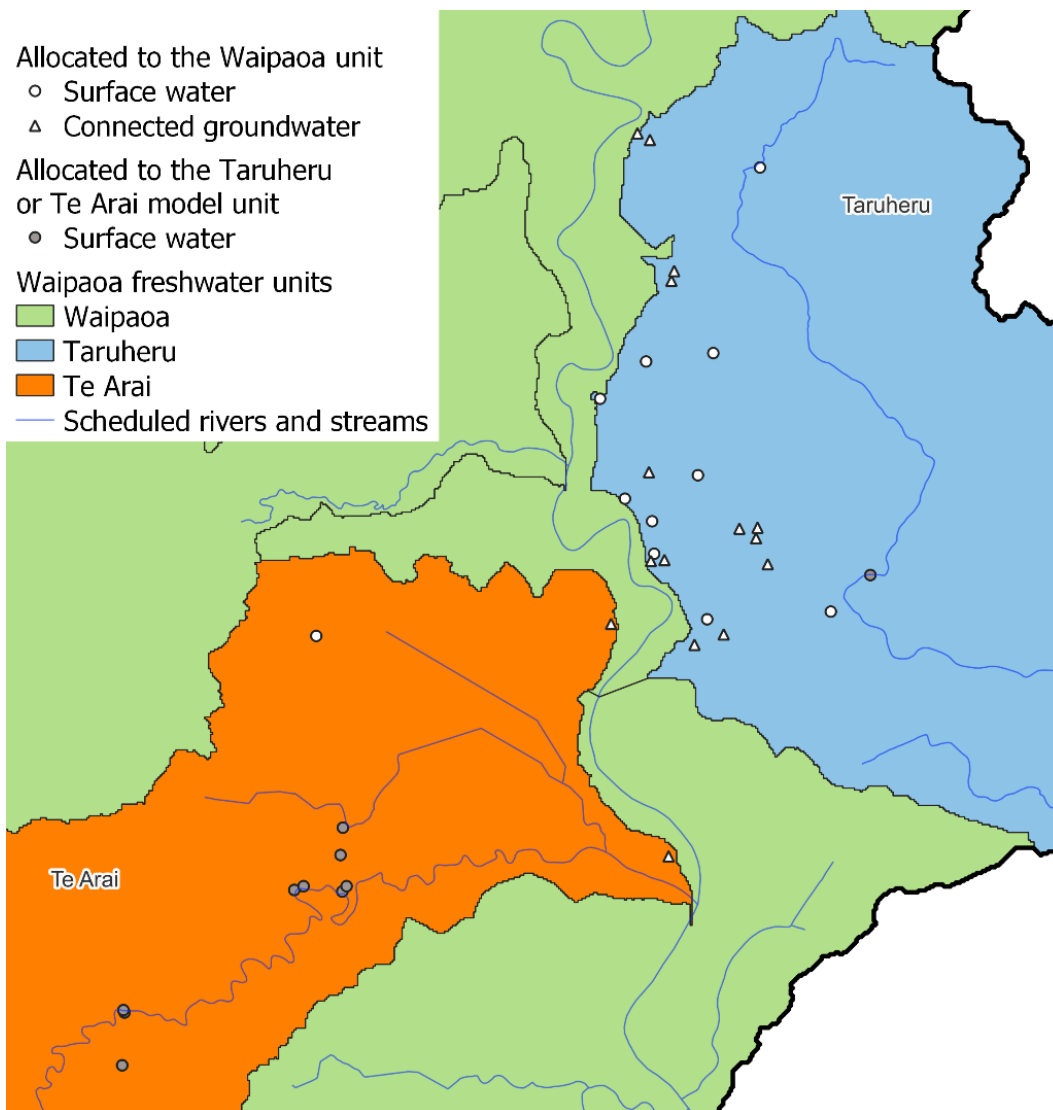 Allocated to the Waipaoa unit
Surface water
Connected groundwater
Allocated to the Taruheru
or Te Arai model unit
Surface water
Waipaoa freshwater units
Waipaoa
Taruheru
Te Arai
Scheduled rivers and streams
Taruheru
Te Arai